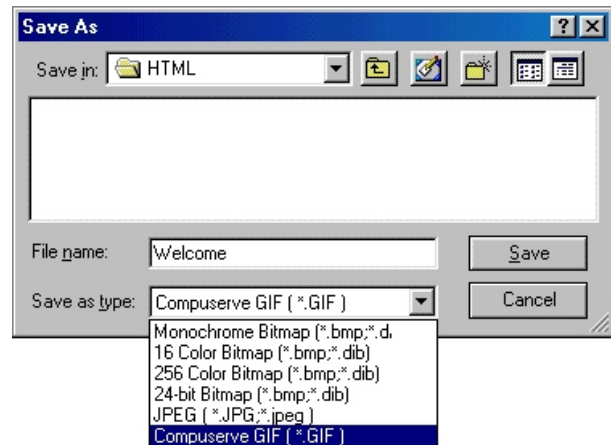 Save As
Save in: HTML
File name: Welcome
Save
Save as type: Compuserve GIF ( *.GIF )
Cancel
Monochrome Bitmap (*.bmp;*.d
16 Color Bitmap (*.bmp;*.dib)
256 Color Bitmap (*.bmp;*.dib)
24-bit Bitmap (*.bmp;*.dib)
JPEG ( *.JPG;*.jpeg )
Compuserve GIF ( *.GIF )